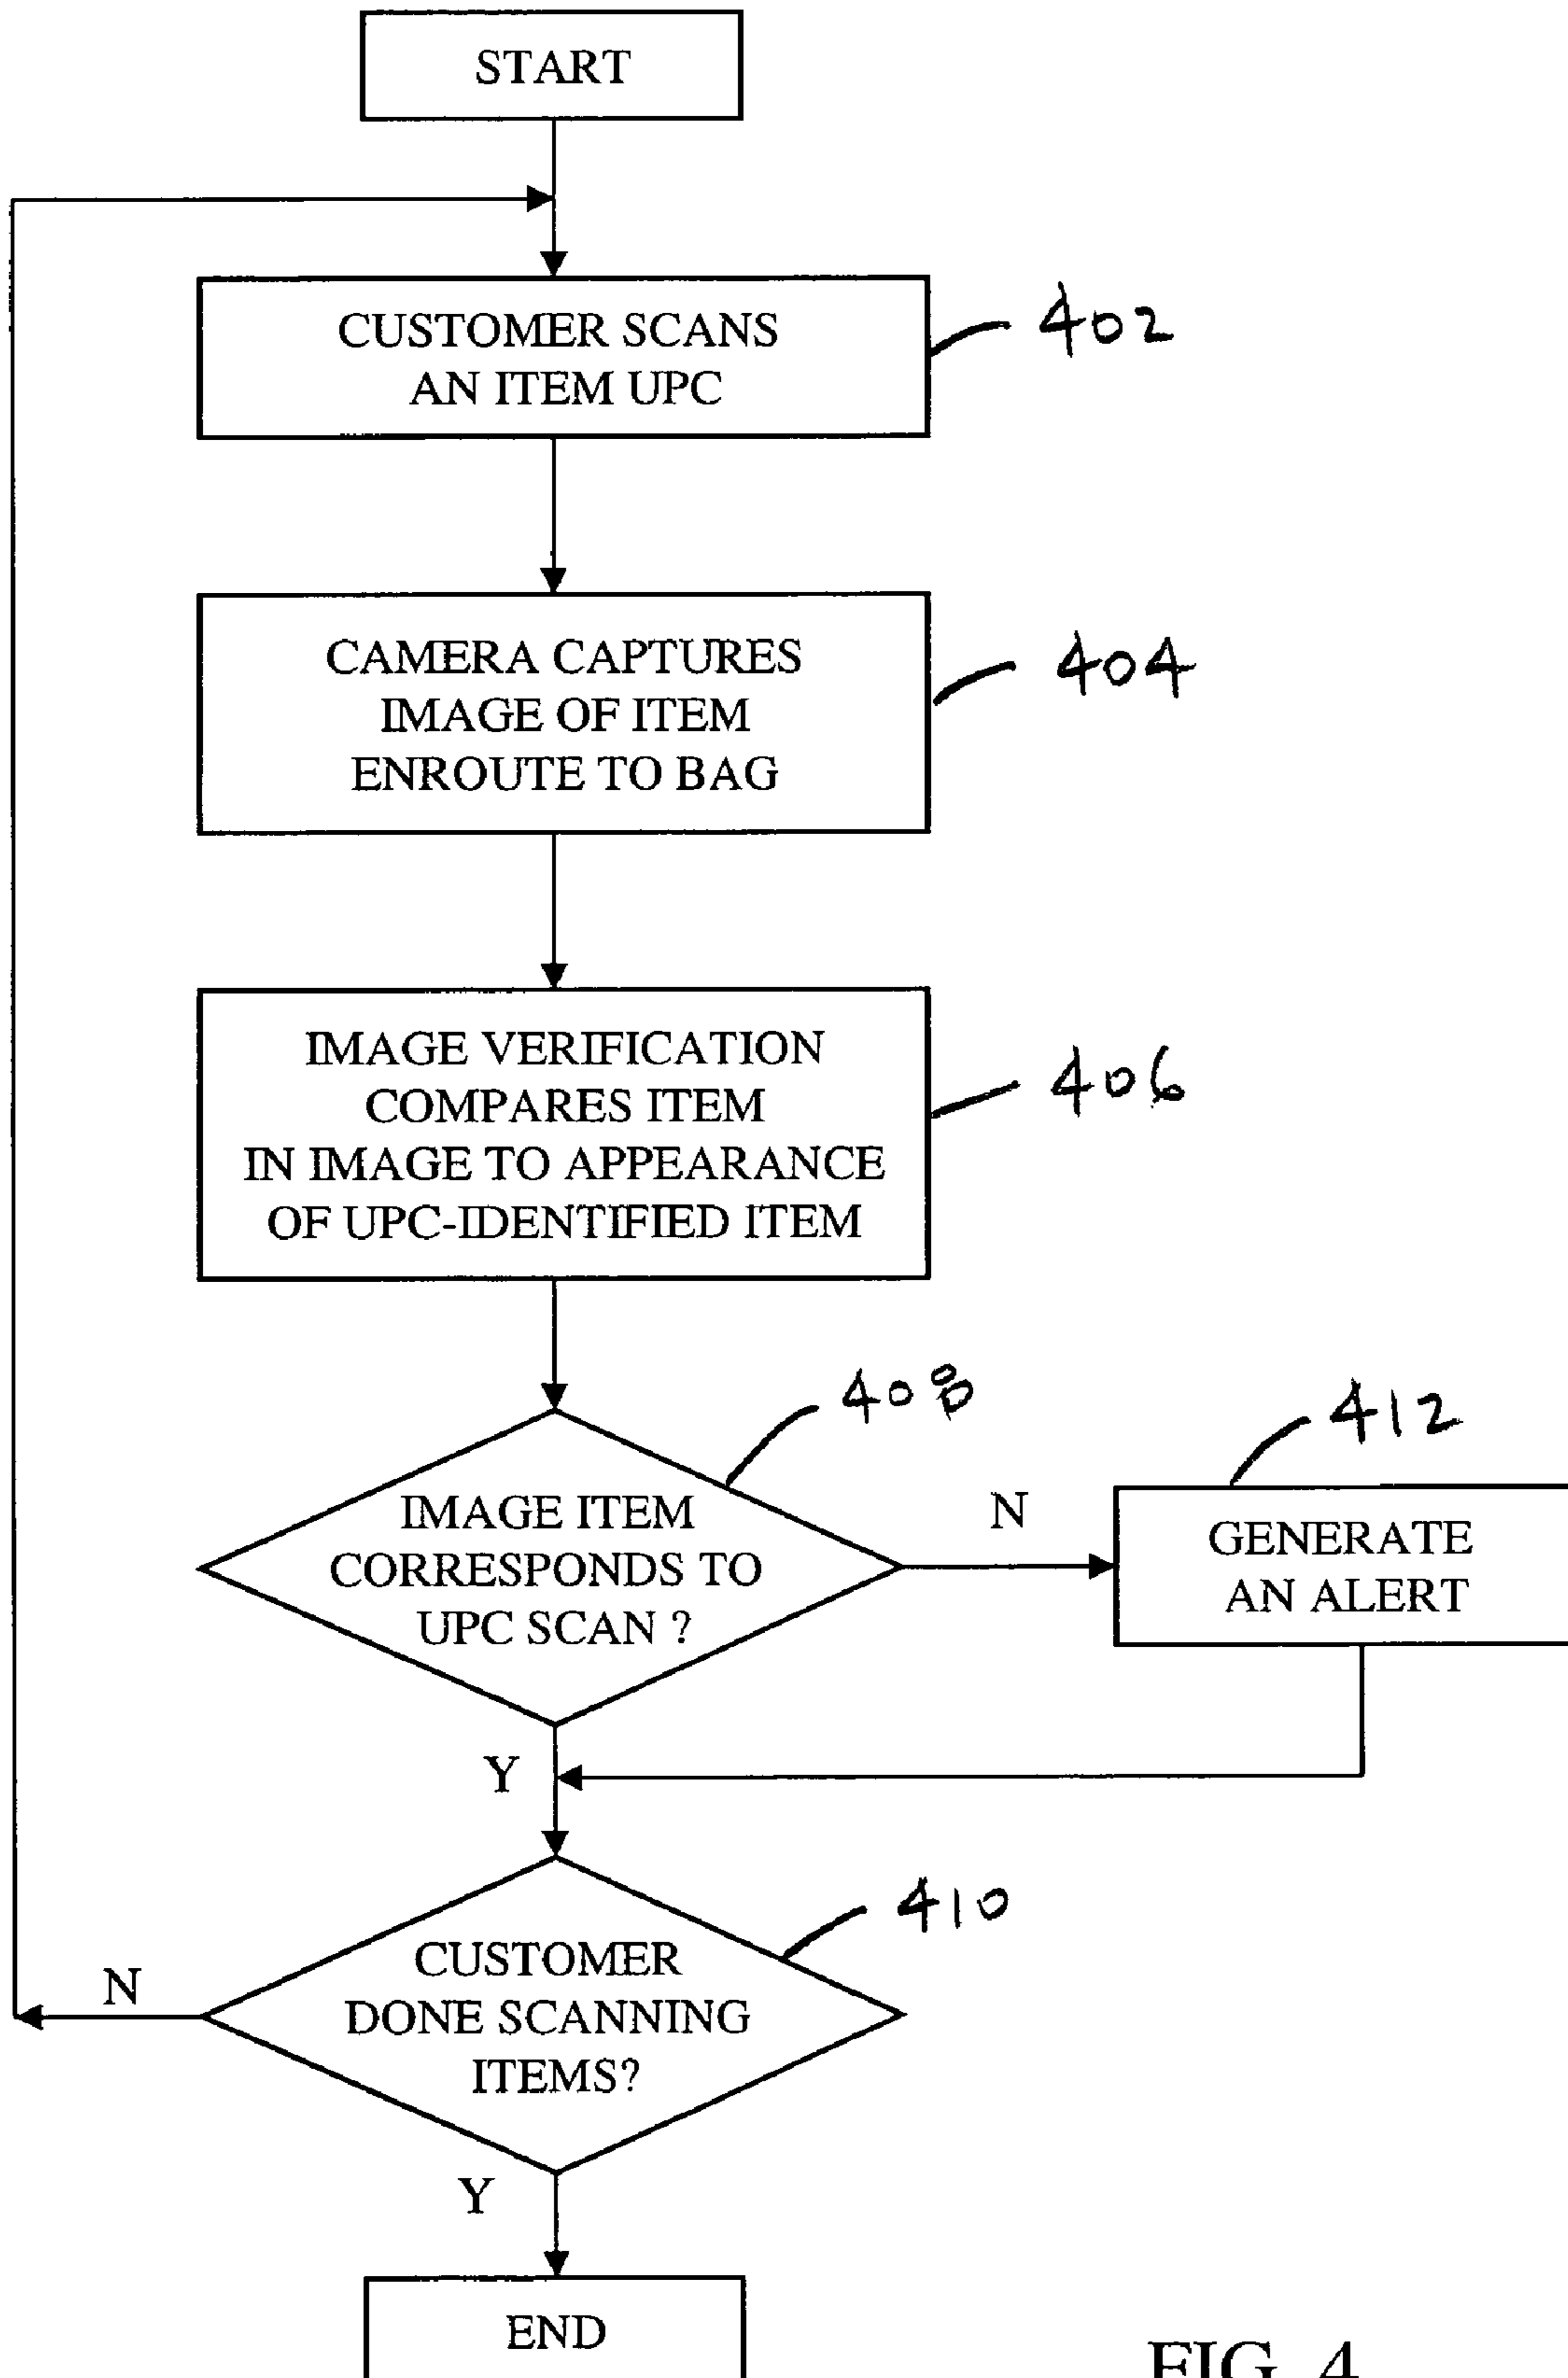 START
CUSTOMER SCANS
AN ITEM UPC
402
CAMERA CAPTURES
IMAGE OF ITEM
ENROUTE TO BAG
404
IMAGE VERIFICATION
COMPARES ITEM
IN IMAGE TO APPEARANCE
OF UPC-IDENTIFIED ITEM
406
408
IMAGE ITEM
CORRESPONDS TO
UPC SCAN ?
N
412
GENERATE
AN ALERT
Y
410
CUSTOMER
DONE SCANNING
ITEMS?
N
Y
END
FIG. 4